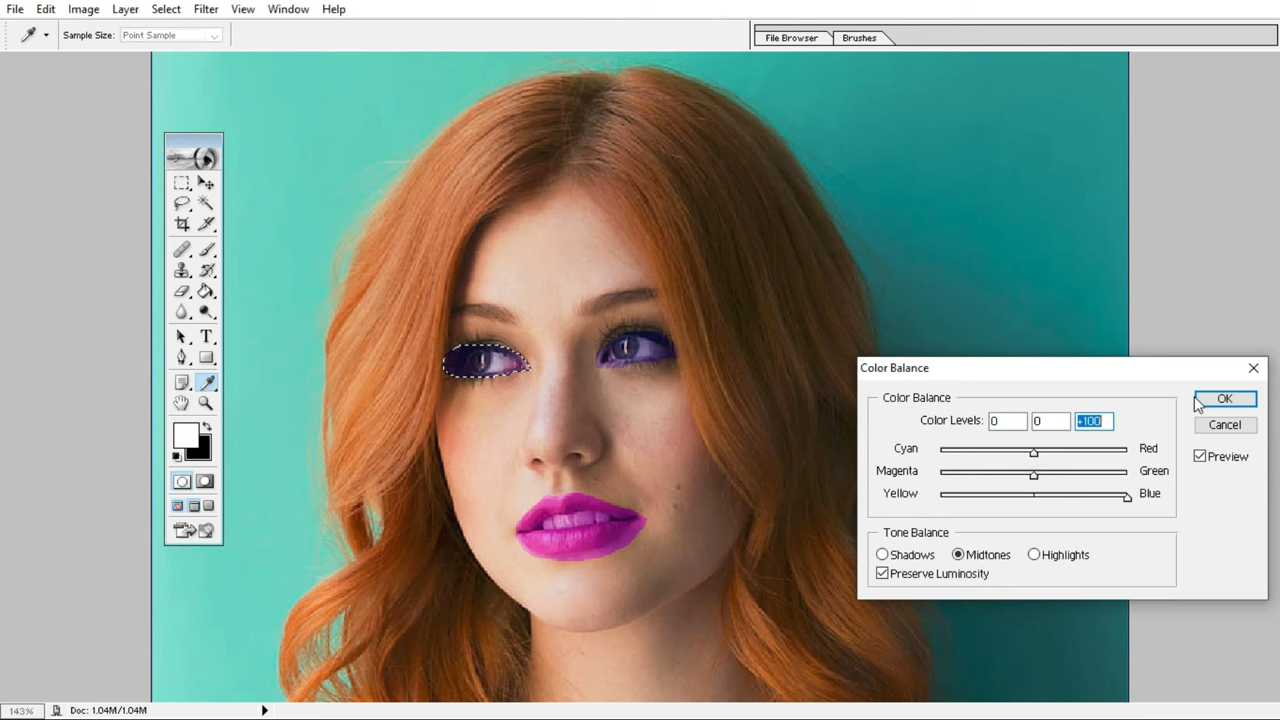 File Edit Image Layer Select Filter View Window Help
Sample Size: Point Sample
File Browser Brushes
Color Balance
Color Balance
OK
Color Levels: 0 0 +100
Cancel
Cyan Red
Preview
Magenta Green
Yellow Blue
Tone Balance
Shadows Midtones Highlights
Preserve Luminosity
143% Doc: 1.04M/1.04M